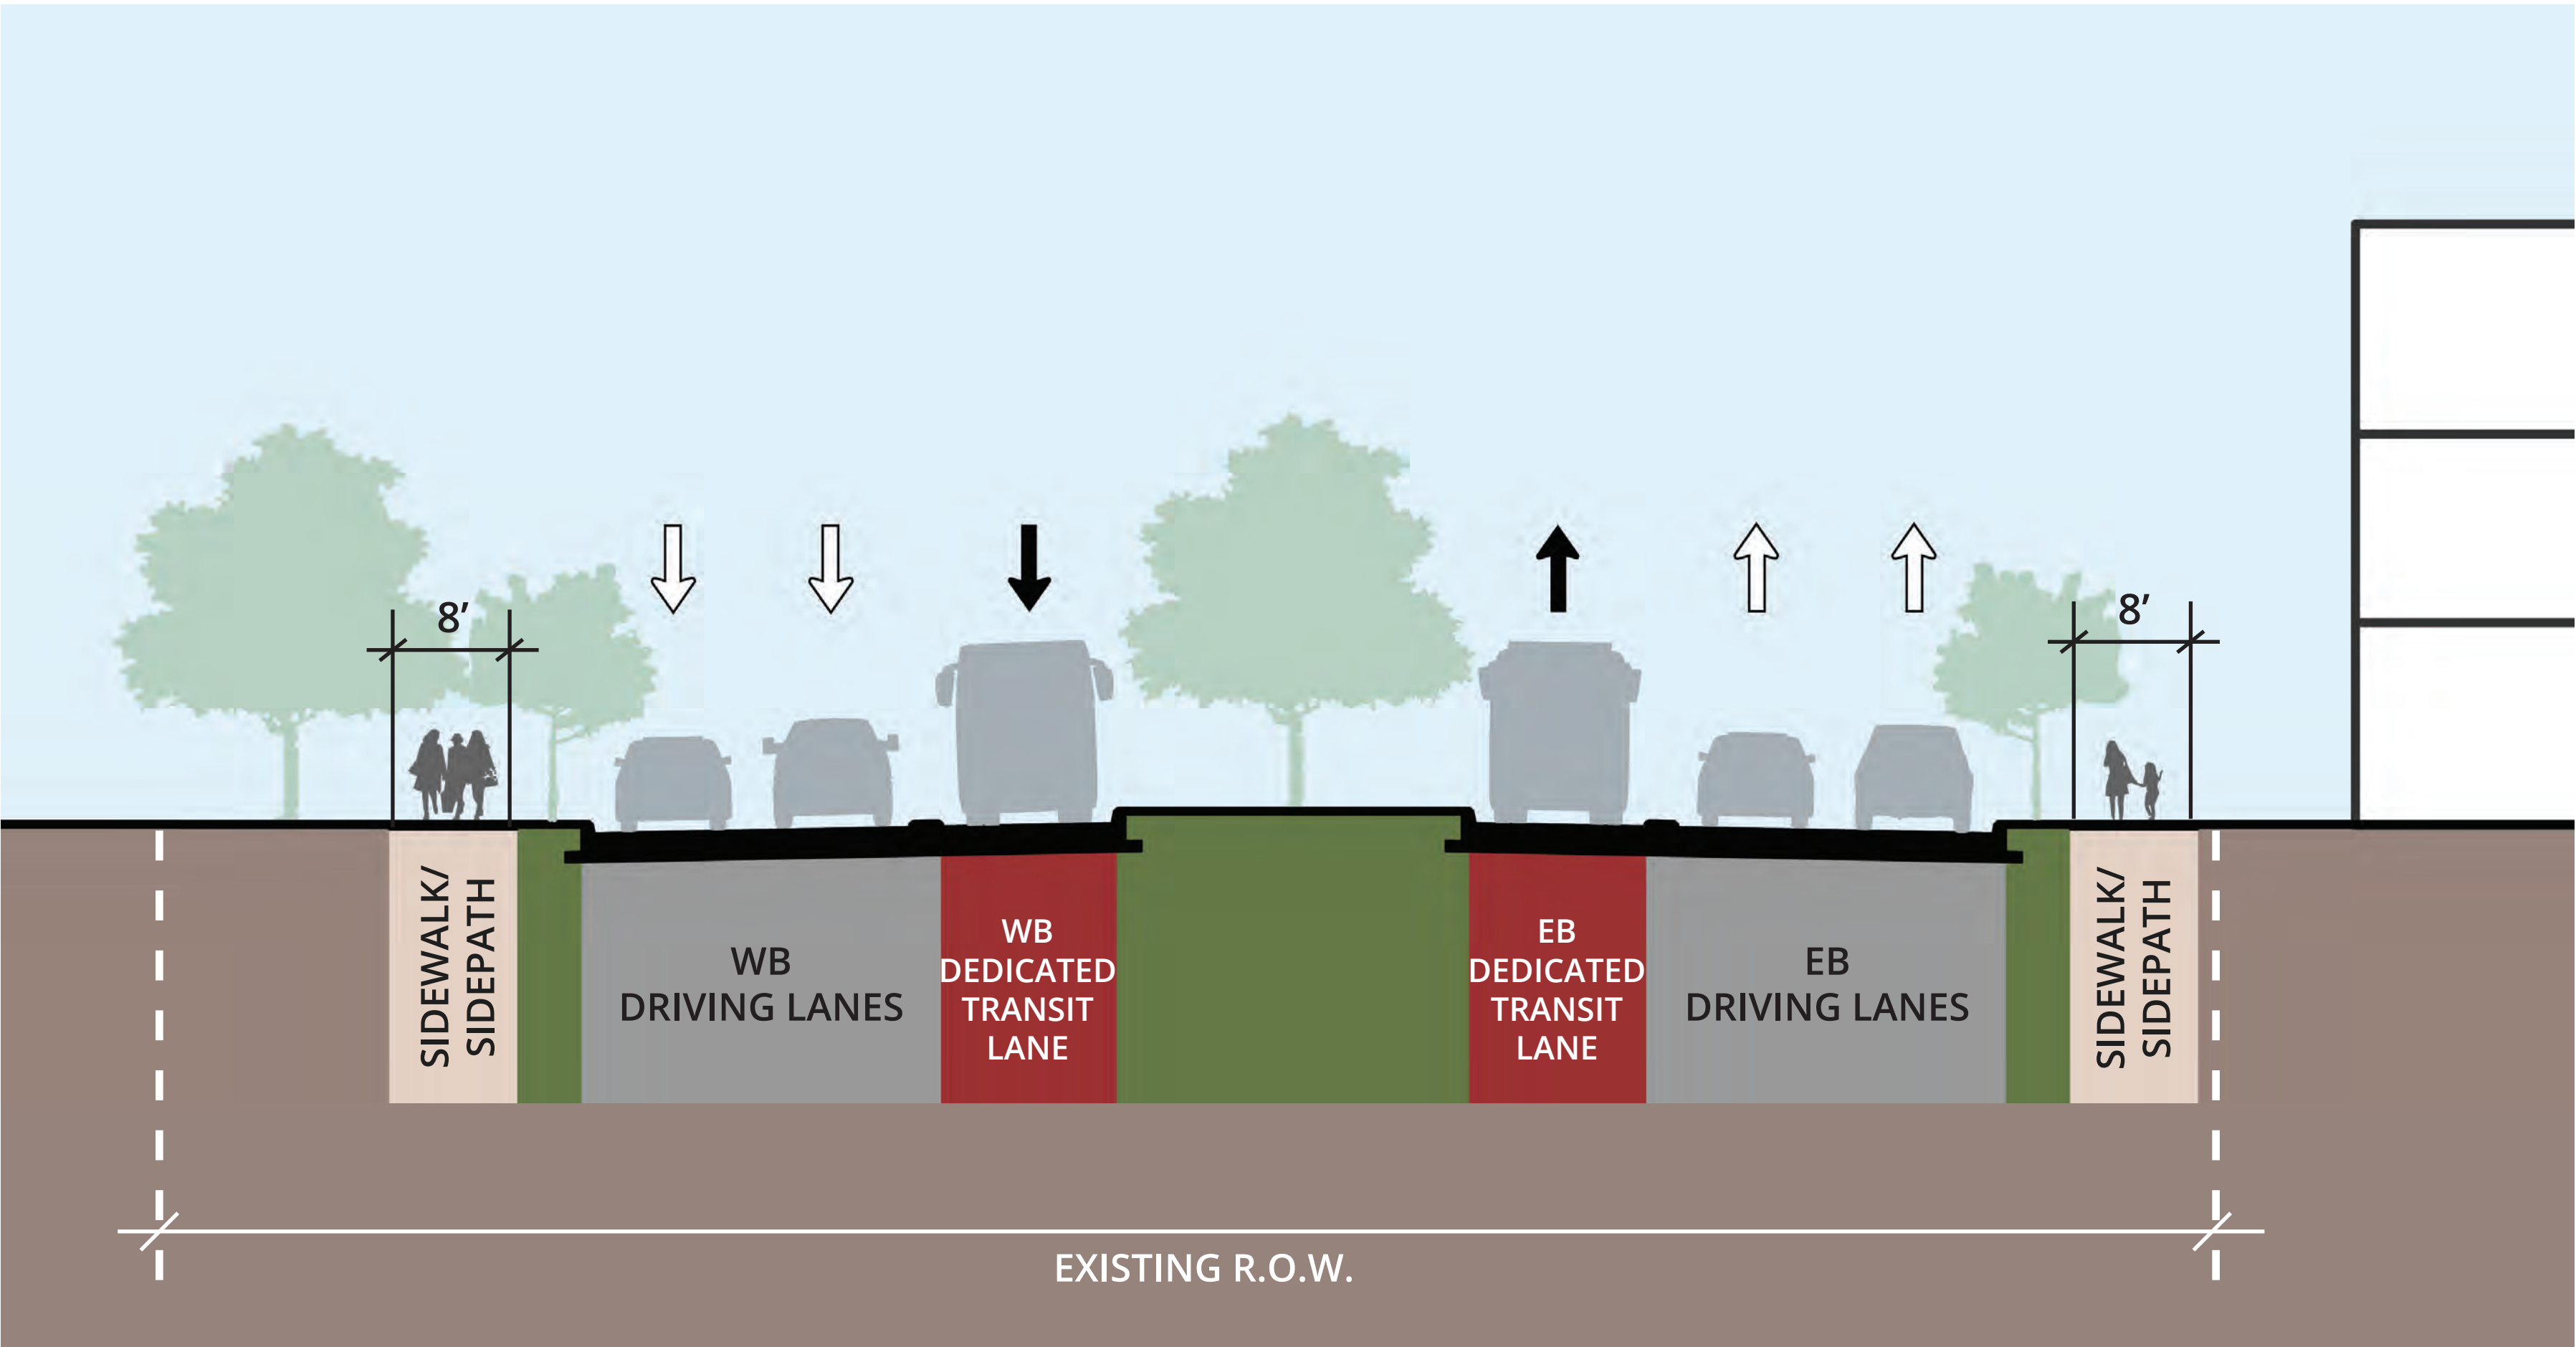 8’
8’
SIDEWALK/
SIDEPATH
WB
DRIVING LANES
WB
DEDICATED
TRANSIT
LANE
EB
DEDICATED
TRANSIT
LANE
EB
DRIVING LANES
SIDEWALK/
SIDEPATH
EXISTING R.O.W.